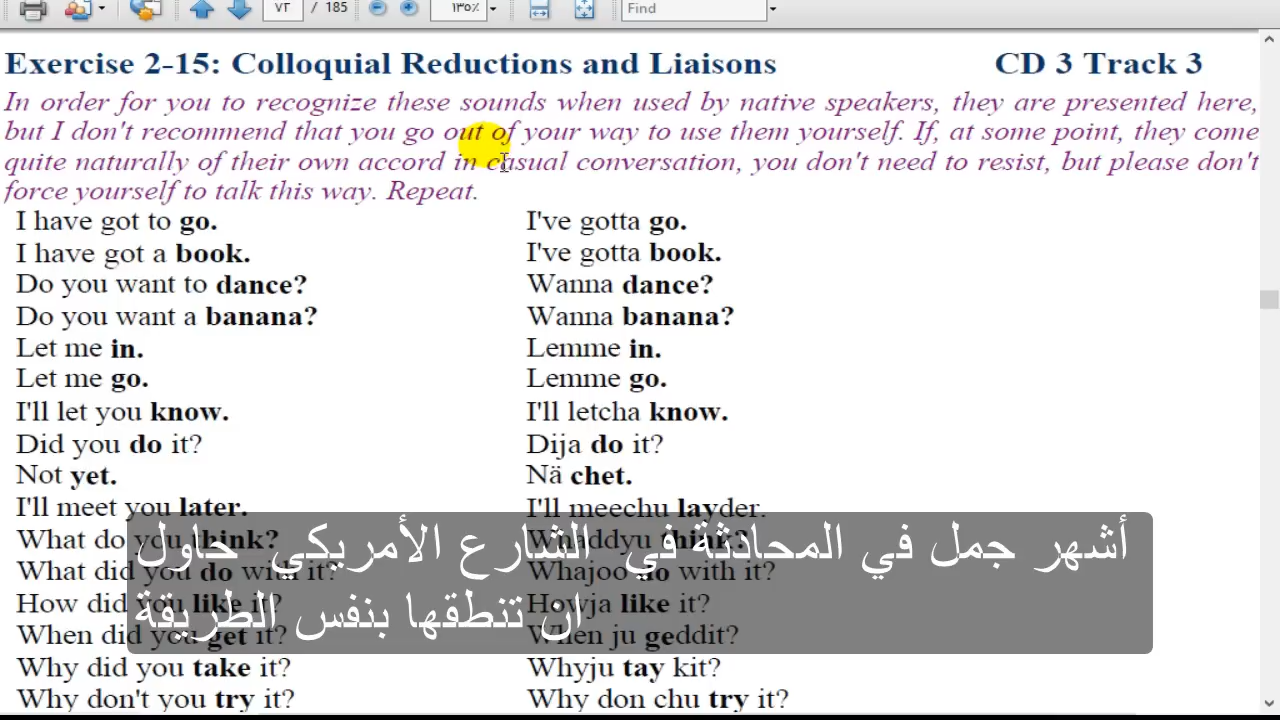 ٧٣ / 185
١٣٥٪
Find
Exercise 2-15: Colloquial Reductions and Liaisons CD 3 Track 3
In order for you to recognize these sounds when used by native speakers, they are presented here,
but I don't recommend that you go out of your way to use them yourself. If, at some point, they come
quite naturally of their own accord in casual conversation, you don't need to resist, but please don't
force yourself to talk this way. Repeat.
I have got to go. I've gotta go.
I have got a book. I've gotta book.
Do you want to dance? Wanna dance?
Do you want a banana? Wanna banana?
Let me in. Lemme in.
Let me go. Lemme go.
I'll let you know. I'll letcha know.
Did you do it? Dija do it?
Not yet. Nä chet.
I'll meet you later. I'll meechu layder.
What do you think? Whaddyu think?
What did you do with it? Whajoo do with it?
How did you like it? Howja like it?
When did you get it? When ju geddit?
Why did you take it? Whyju tay kit?
Why don't you try it? Why don chu try it?
أشهر جمل في المحادثة في الشارع الأمريكي حاول
ان تنطقها بنفس الطريقة